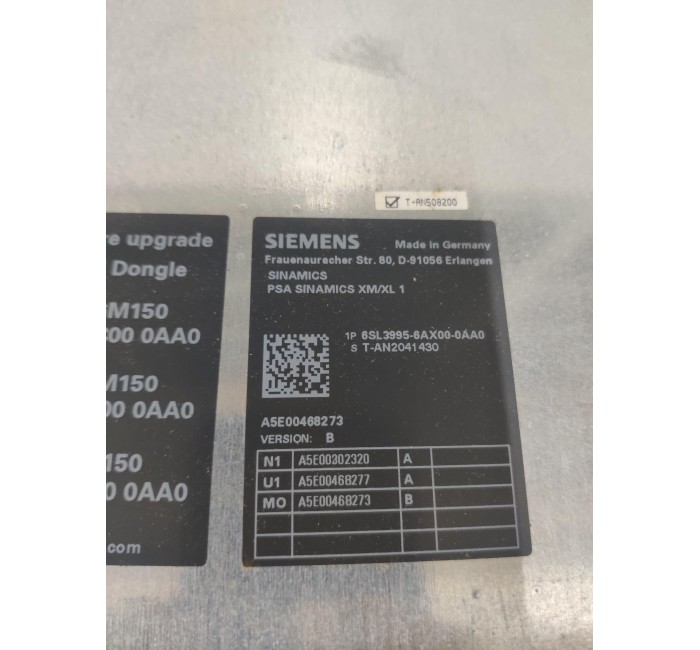 T-AN508200
re upgrade
Dongle
M150
00 0AA0
M150
00 0AA0
150
0 0AA0
.com
SIEMENS Made in Germany
Frauenauracher Str. 80, D-91056 Erlangen
SINAMICS
PSA SINAMICS XM/XL 1
1P 6SL3995-6AX00-0AA0
S T-AN2041430
A5E00468273
VERSION: B
N1 A5E00302320 A
U1 A5E00468277 A
MO A5E00468273 B